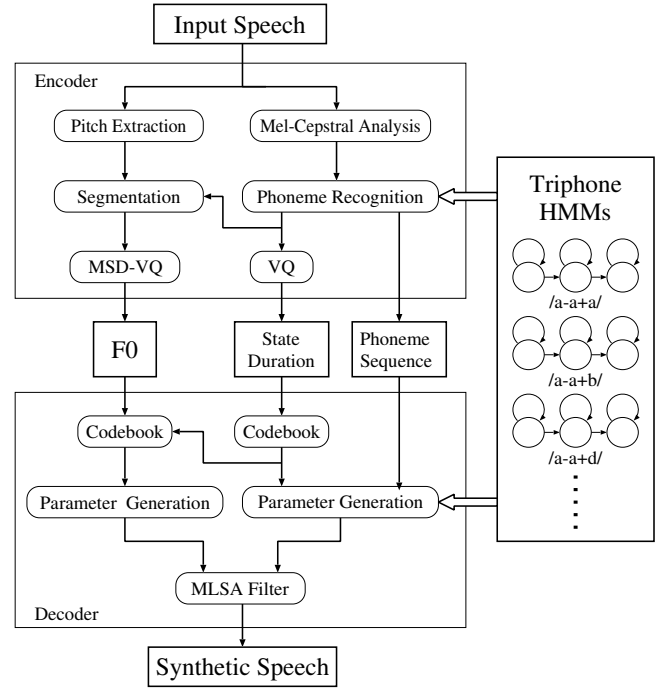 Input Speech
Encoder
Pitch Extraction
Mel-Cepstral Analysis
Segmentation
Phoneme Recognition
MSD-VQ
VQ
F0
State
Duration
Phoneme
Sequence
Codebook
Codebook
Parameter Generation
Parameter Generation
MLSA Filter
Decoder
Synthetic Speech
Triphone
HMMs
/a-a+a/
/a-a+b/
/a-a+d/